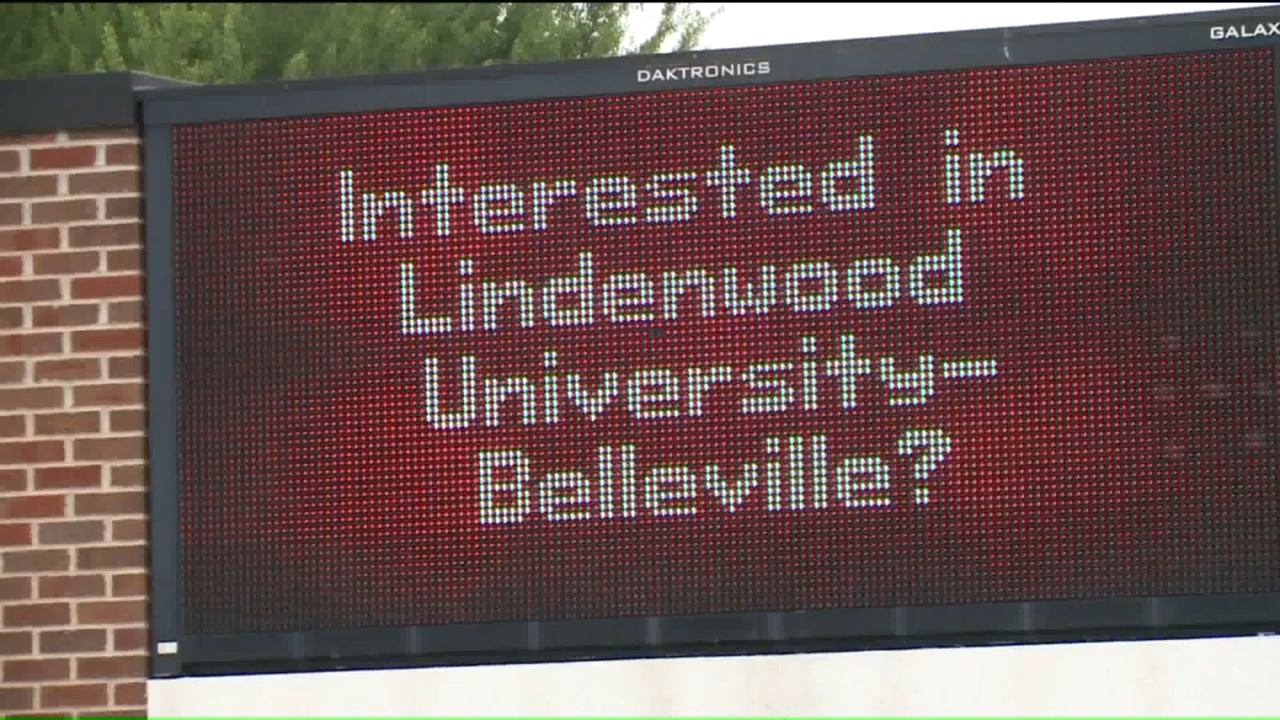 DAKTRONICS
GALAX
Interested in
Lindenwood
University-
Belleville?